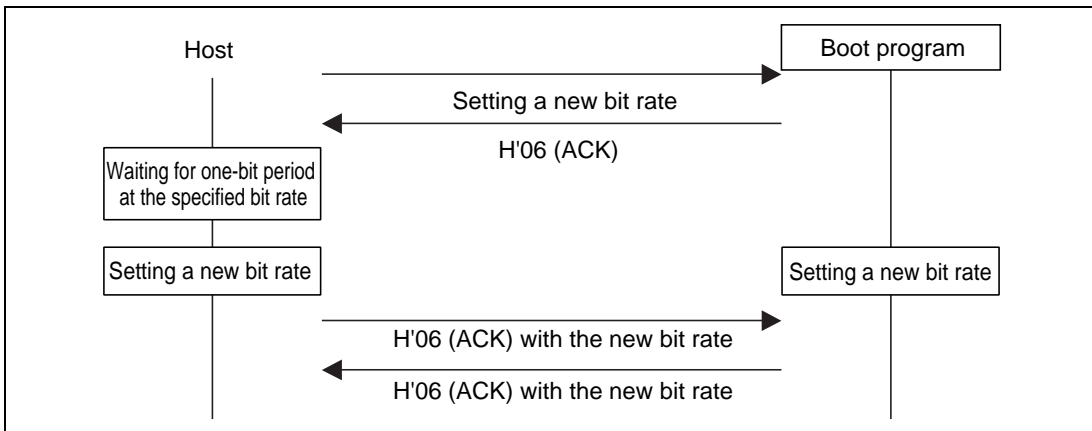 Host
Boot program
Setting a new bit rate
H'06 (ACK)
Waiting for one-bit period
at the specified bit rate
Setting a new bit rate
Setting a new bit rate
H'06 (ACK) with the new bit rate
H'06 (ACK) with the new bit rate